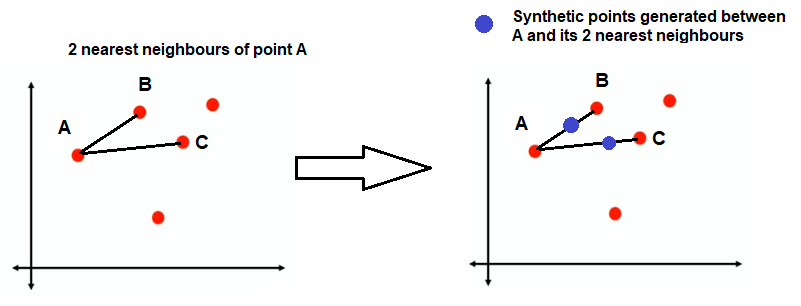 2 nearest neighbours of point A
B
A
C
Synthetic points generated between
A and its 2 nearest neighbours
B
A
C